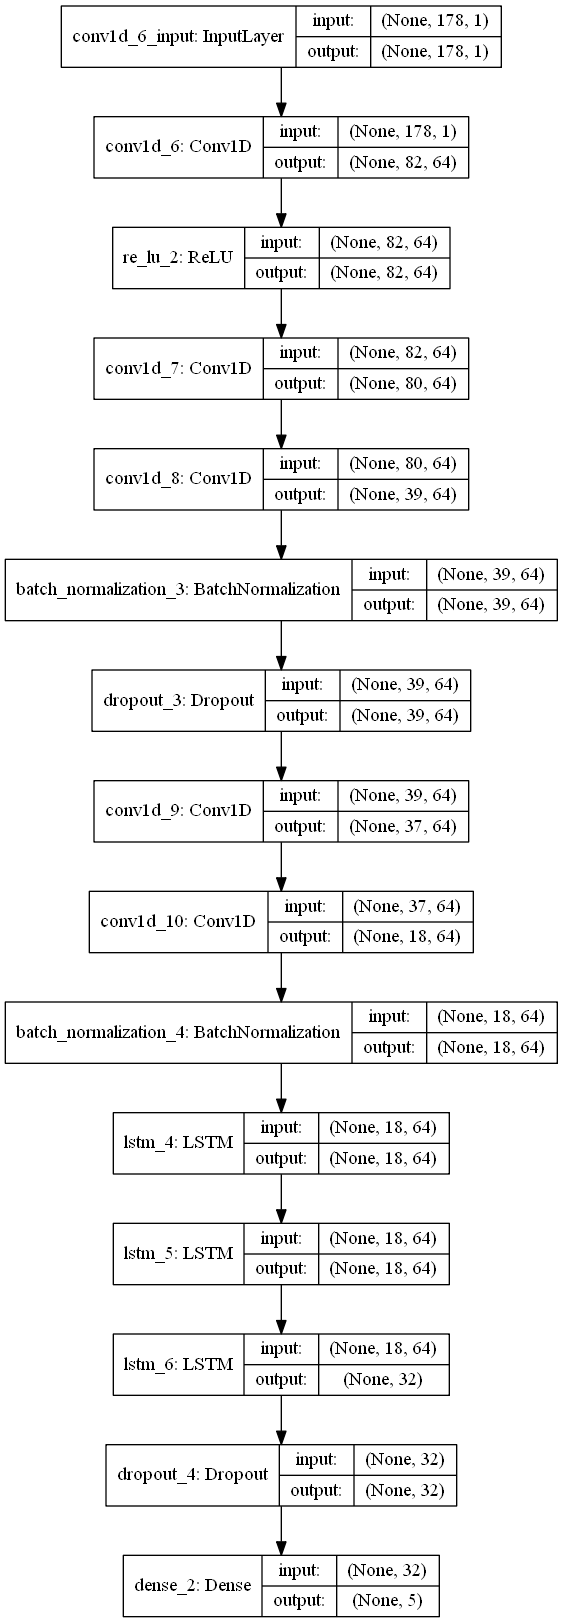 conv1d_6_input: InputLayer input: (None, 178, 1)
output: (None, 178, 1)
conv1d_6: Conv1D input: (None, 178, 1)
output: (None, 82, 64)
re_lu_2: ReLU input: (None, 82, 64)
output: (None, 82, 64)
conv1d_7: Conv1D input: (None, 82, 64)
output: (None, 80, 64)
conv1d_8: Conv1D input: (None, 80, 64)
output: (None, 39, 64)
batch_normalization_3: BatchNormalization input: (None, 39, 64)
output: (None, 39, 64)
dropout_3: Dropout input: (None, 39, 64)
output: (None, 39, 64)
conv1d_9: Conv1D input: (None, 39, 64)
output: (None, 37, 64)
conv1d_10: Conv1D input: (None, 37, 64)
output: (None, 18, 64)
batch_normalization_4: BatchNormalization input: (None, 18, 64)
output: (None, 18, 64)
lstm_4: LSTM input: (None, 18, 64)
output: (None, 18, 64)
lstm_5: LSTM input: (None, 18, 64)
output: (None, 18, 64)
lstm_6: LSTM input: (None, 18, 64)
output: (None, 32)
dropout_4: Dropout input: (None, 32)
output: (None, 32)
dense_2: Dense input: (None, 32)
output: (None, 5)